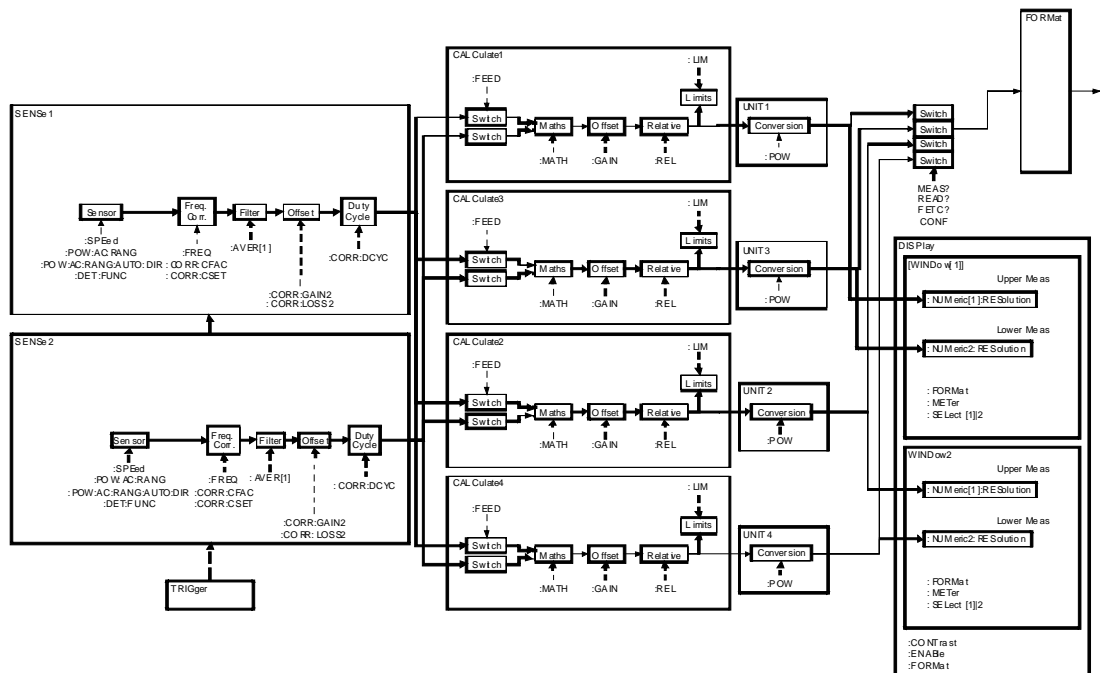 SENSe1
Sensor
Freq.
Corr.
Filter
Offset
Duty
Cycle
:SPEed
:POW:AC:RANG
:POW:AC:RANG:AUTO:DIR
:DET:FUNC
:FREQ
: CORR:CFAC
: CORR:CSET
:AVER[1]
:CORR:GAIN2
: CORR:LOSS2
:CORR:DCYC
SENSe2
Sensor
Freq.
Corr.
Filter
Offset
Duty
Cycle
:SPEed
:POW:AC:RANG
:POW:AC:RANG:AUTO:DIR
:DET:FUNC
:FREQ
:CORR:CFAC
:CORR:CSET
:AVER[1]
:CORR:GAIN2
:CORR: LOSS2
:CORR:DCYC
TRIGger
CALCulate1
:FEED
Switch
Switch
Maths
Offset
Relative
Limits
: LIM
:MATH
:GAIN
:REL
UNIT1
Conversion
:POW
CALCulate3
:FEED
Switch
Switch
Maths
Offset
Relative
Limits
: LIM
:MATH
:GAIN
:REL
UNIT3
Conversion
:POW
CALCulate2
:FEED
Switch
Switch
Maths
Offset
Relative
Limits
: LIM
:MATH
:GAIN
:REL
UNIT2
Conversion
:POW
CALCulate4
:FEED
Switch
Switch
Maths
Offset
Relative
Limits
: LIM
:MATH
:GAIN
:REL
UNIT4
Conversion
:POW
Switch
Switch
Switch
Switch
MEAS?
READ?
FETC?
CONF
FORMat
DISPlay
[WINDow[1]]
Upper Meas
: NUMeric[1]:RESolution
Lower Meas
: NUMeric2: RESolution
: FORMat
: METer
: SELect [1]|2
WINDow2
Upper Meas
: NUMeric[1]:RESolution
Lower Meas
: NUMeric2: RESolution
: FORMat
: METer
: SELect [1]|2
:CONTrast
:ENABle
:FORMat